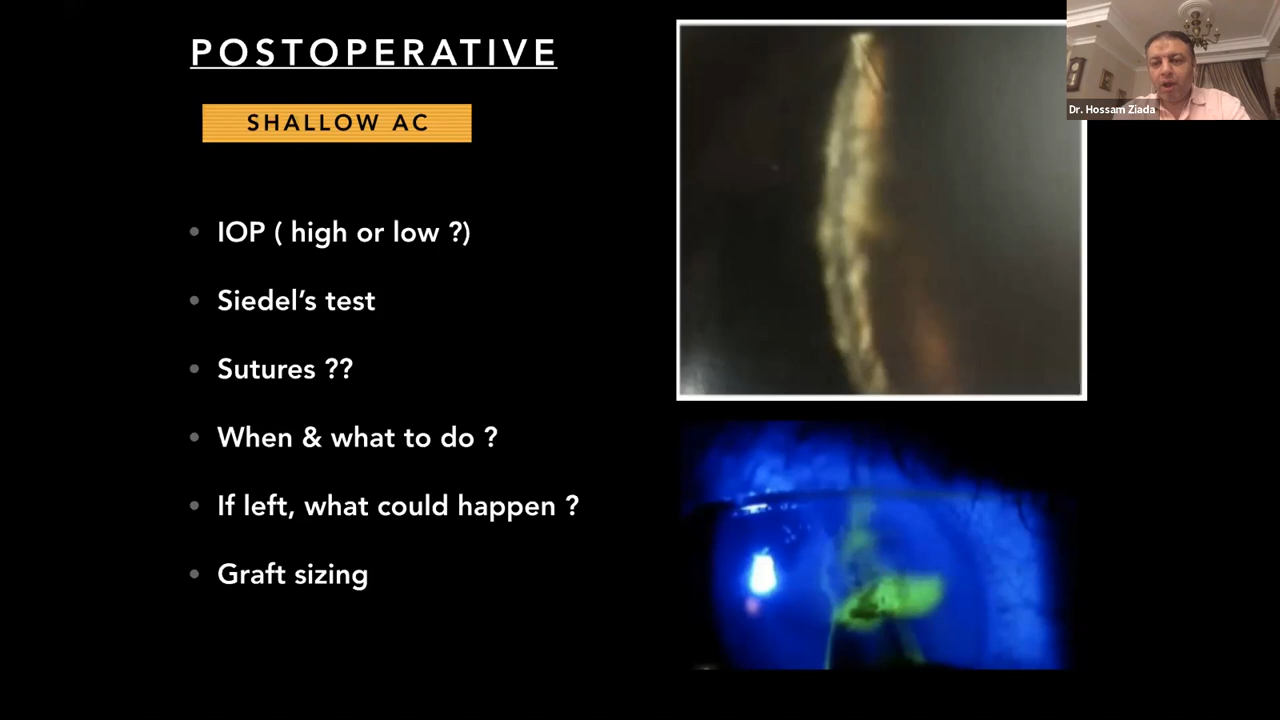 POSTOPERATIVE
SHALLOW AC
• IOP ( high or low ?)
• Siedel’s test
• Sutures ??
• When & what to do ?
• If left, what could happen ?
• Graft sizing
Dr. Hossam Ziada